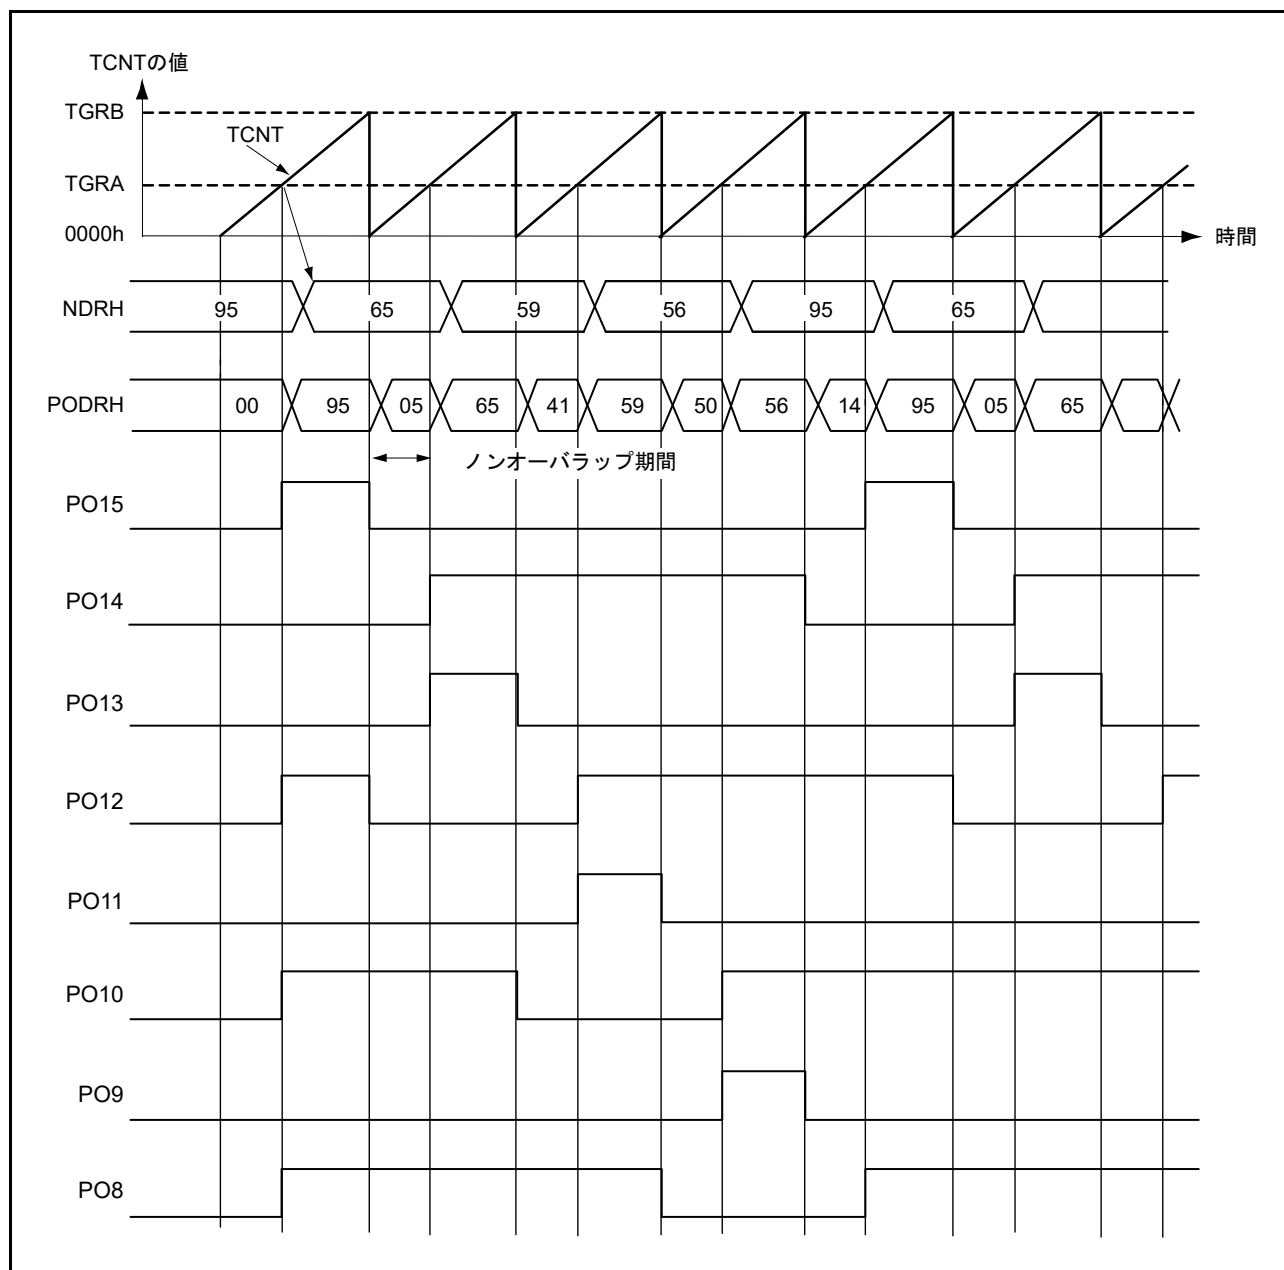 TCNTの値
TGRB
TCNT
TGRA
0000h
時間
NDRH 95 65 59 56 95 65
PODRH 00 95 05 65 41 59 50 56 14 95 05 65
ノンオーバラップ期間
PO15
PO14
PO13
PO12
PO11
PO10
PO9
PO8